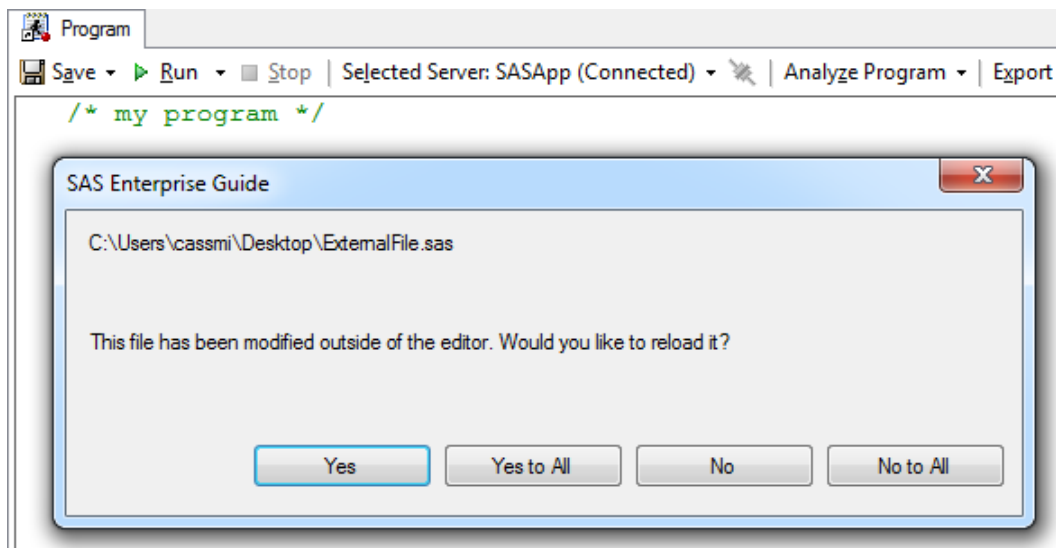 Program
Save Run Stop Selected Server: SASApp (Connected) Analyze Program Export
/* my program */
SAS Enterprise Guide
C:\Users\cassmi\Desktop\ExternalFile.sas
This file has been modified outside of the editor. Would you like to reload it?
Yes Yes to All No No to All